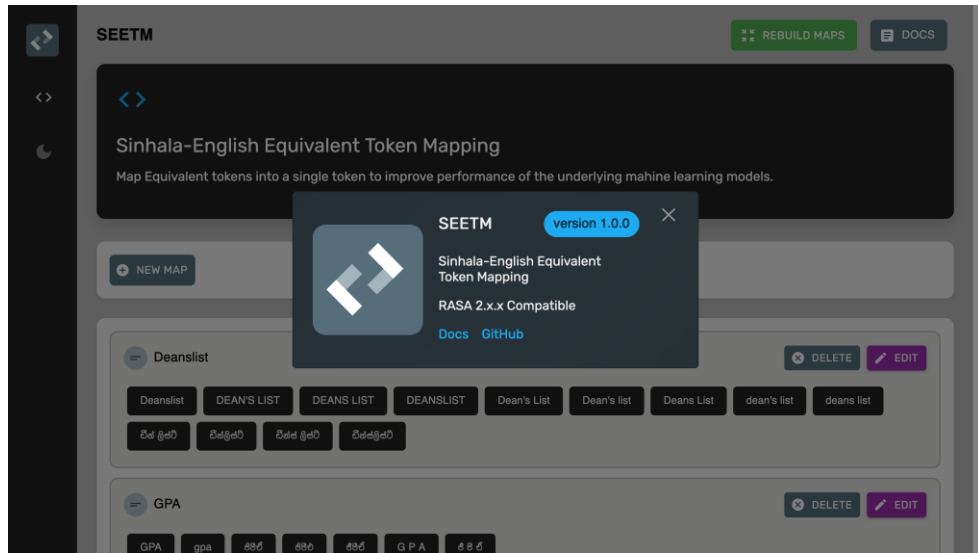 SEETM
REBUILD MAPS
DOCS
Sinhala-English Equivalent Token Mapping
Map Equivalent tokens into a single token to improve performance of the underlying mahine learning models.
SEETM
version 1.0.0
Sinhala-English Equivalent
Token Mapping
RASA 2.x.x Compatible
Docs GitHub
NEW MAP
Deanslist
DELETE
EDIT
Deanslist DEAN'S LIST DEANS LIST DEANSLIST Dean's List Dean's list Deans List dean's list deans list
ඩීන් ලිස්ට් ඩීන්ලිස්ට් ඩීන්ස් ලිස්ට් ඩීන්ස්ලිස්ට්
GPA
DELETE
EDIT
GPA gpa G P A